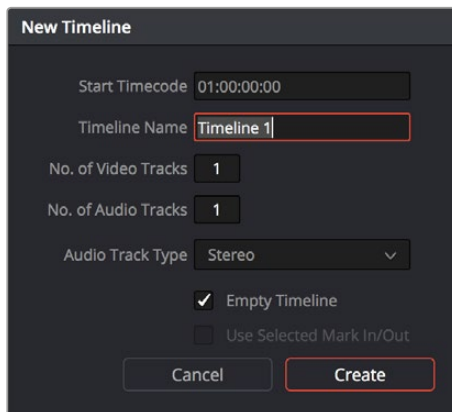 New Timeline
Start Timecode 01:00:00:00
Timeline Name Timeline 1
No. of Video Tracks 1
No. of Audio Tracks 1
Audio Track Type Stereo
Empty Timeline
Use Selected Mark In/Out
Cancel Create